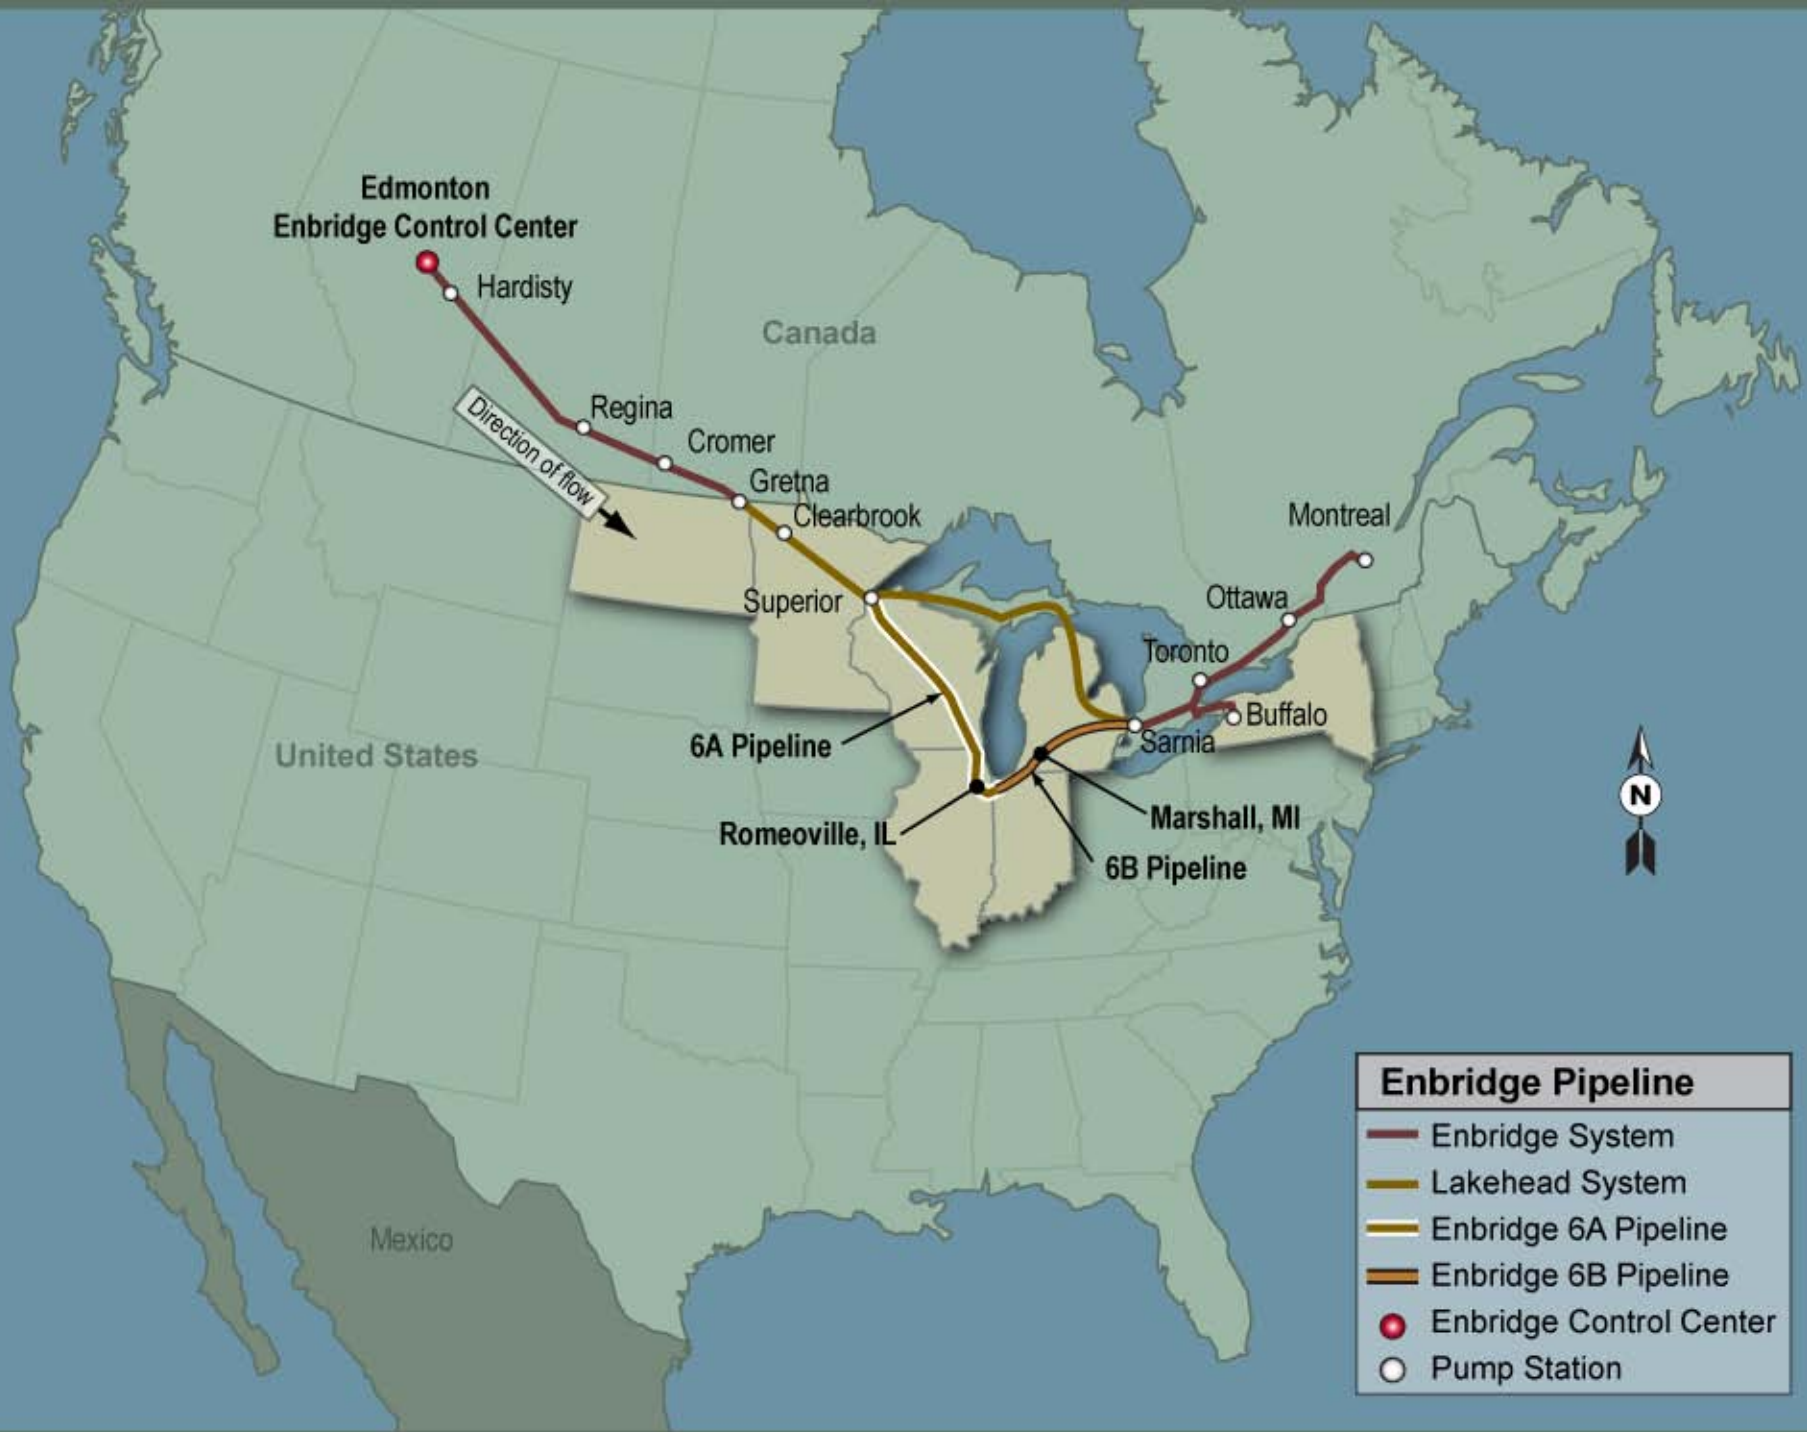 Edmonton
Enbridge Control Center
Hardisty
Canada
Regina
Direction of flow
Cromer
Gretna
Clearbrook
Montreal
Superior
Ottawa
Toronto
Buffalo
Sarnia
6A Pipeline
United States
Marshall, MI
Romeoville, IL
6B Pipeline
N
Mexico
Enbridge Pipeline
Enbridge System
Lakehead System
Enbridge 6A Pipeline
Enbridge 6B Pipeline
Enbridge Control Center
Pump Station